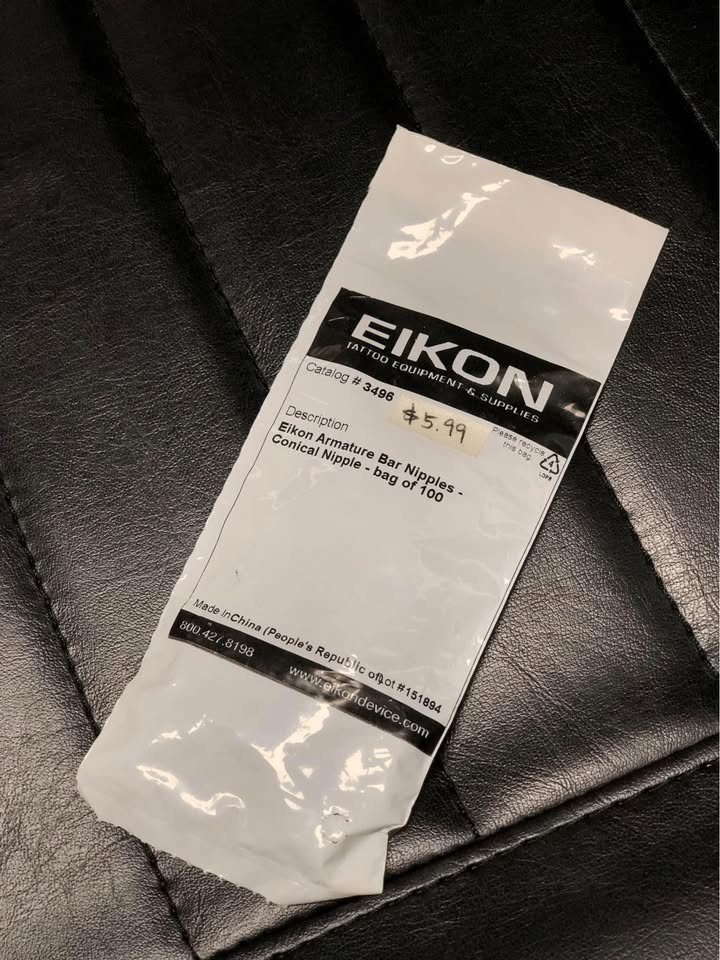 EIKON
TATTOO EQUIPMENT & SUPPLIES
Catalog # 3496
$5.99
Please recycle
this bag
4
LDPE
Description
Eikon Armature Bar Nipples -
Conical Nipple - bag of 100
Made in China (People's Republic of Lot #151894
800.427.8198
www.eikondevice.com